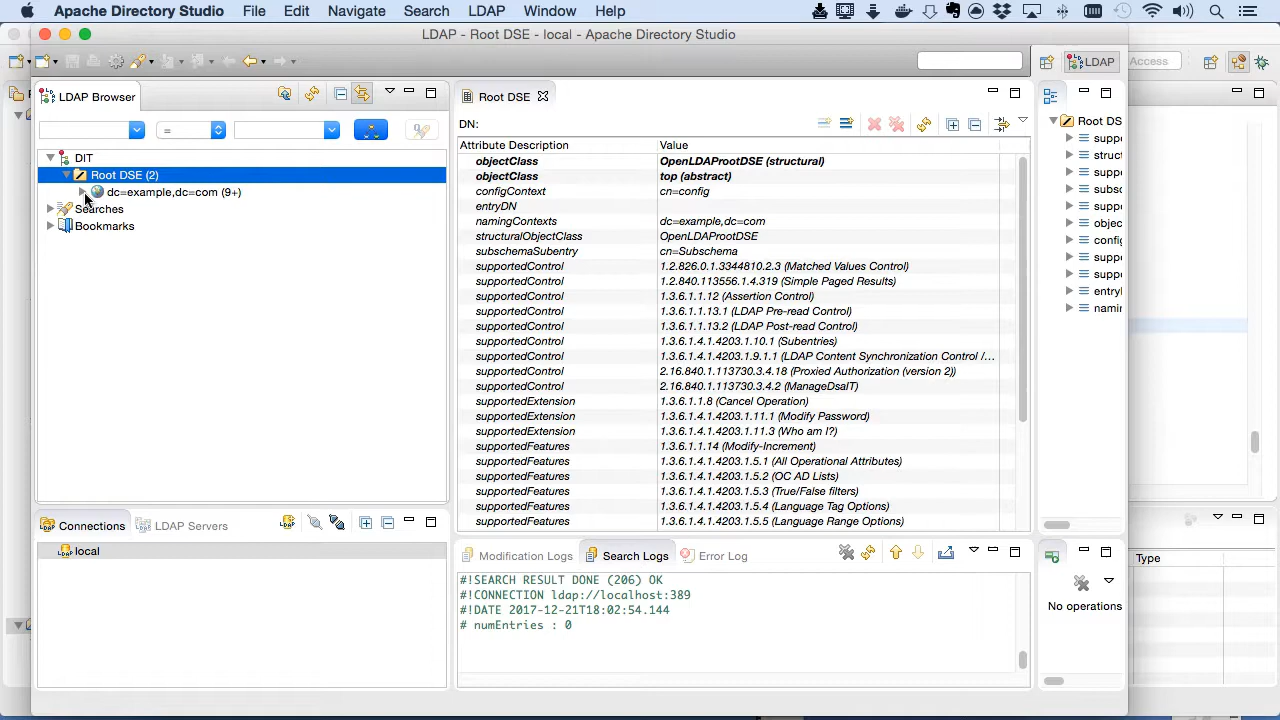 Apache Directory Studio File Edit Navigate Search LDAP Window Help
LDAP - Root DSE - local - Apache Directory Studio
LDAP
Access
LDAP Browser
=
DIT
Root DSE (2)
dc=example,dc=com (9+)
Searches
Bookmarks
Root DSE
DN:
Attribute Description Value
objectClass OpenLDAProotDSE (structural)
objectClass top (abstract)
configContext cn=config
entryDN
namingContexts dc=example,dc=com
structuralObjectClass OpenLDAProotDSE
subschemaSubentry cn=Subschema
supportedControl 1.2.826.0.1.3344810.2.3 (Matched Values Control)
supportedControl 1.2.840.113556.1.4.319 (Simple Paged Results)
supportedControl 1.3.6.1.1.12 (Assertion Control)
supportedControl 1.3.6.1.1.13.1 (LDAP Pre-read Control)
supportedControl 1.3.6.1.1.13.2 (LDAP Post-read Control)
supportedControl 1.3.6.1.4.1.4203.1.10.1 (Subentries)
supportedControl 1.3.6.1.4.1.4203.1.9.1.1 (LDAP Content Synchronization Control /...
supportedControl 2.16.840.1.113730.3.4.18 (Proxied Authorization (version 2))
supportedControl 2.16.840.1.113730.3.4.2 (ManageDsaIT)
supportedExtension 1.3.6.1.1.8 (Cancel Operation)
supportedExtension 1.3.6.1.4.1.4203.1.11.1 (Modify Password)
supportedExtension 1.3.6.1.4.1.4203.1.11.3 (Who am I?)
supportedFeatures 1.3.6.1.1.14 (Modify-Increment)
supportedFeatures 1.3.6.1.4.1.4203.1.5.1 (All Operational Attributes)
supportedFeatures 1.3.6.1.4.1.4203.1.5.2 (OC AD Lists)
supportedFeatures 1.3.6.1.4.1.4203.1.5.3 (True/False filters)
supportedFeatures 1.3.6.1.4.1.4203.1.5.4 (Language Tag Options)
supportedFeatures 1.3.6.1.4.1.4203.1.5.5 (Language Range Options)
Root DS
supp
struct
supp
subsc
supp
objec
config
supp
supp
entryl
namin
Connections LDAP Servers
local
Modification Logs Search Logs Error Log
#!SEARCH RESULT DONE (206) OK
#!CONNECTION ldap://localhost:389
#!DATE 2017-12-21T18:02:54.144
# numEntries : 0
No operations
Type